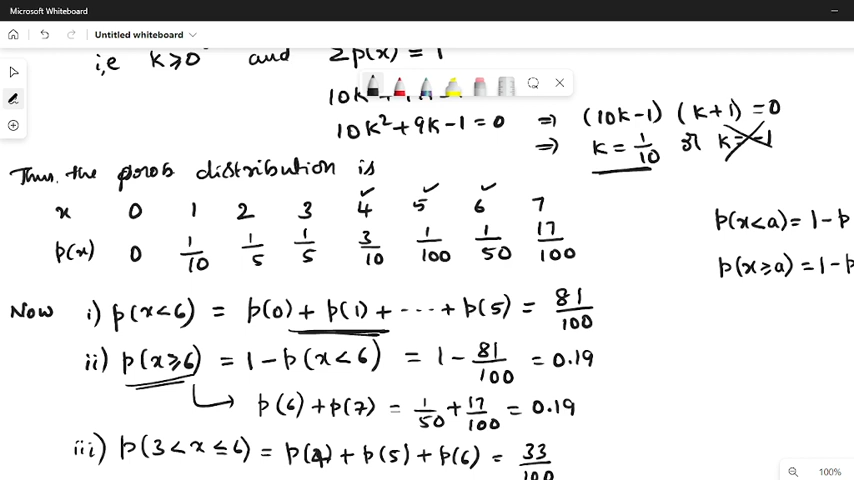 Microsoft Whiteboard
Untitled whiteboard
i,e k≥0 and Σp(x) = 1
10k²+9k-1=0 ⇒ (10k-1) (k+1)=0
⇒ k=1/10 or k=-1
Thus, the porob distribution is
x 0 1 2 3 4 5 6 7
p(x) 0 1/10 1/5 1/5 3/10 1/100 1/50 17/100
p(x<a)=1-p
p(x≥a)=1-p
Now i) p(x<6) = p(0)+p(1)+---+p(5) = 81/100
ii) p(x≥6) = 1-p(x<6) = 1-81/100 = 0.19
p(6)+p(7) = 1/50+17/100 = 0.19
iii) p(3<x≤6) = p(4)+p(5)+p(6) = 33/100
100%